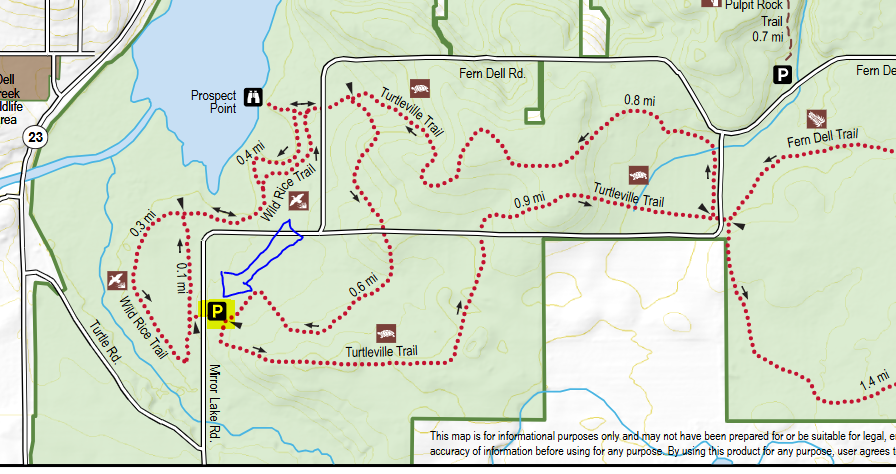 Pulpit Rock
Trail
0.7 mi
P
Fern De
Fern Dell Rd.
Dell
reek
ildlife
rea
23
Prospect
Point
Turtleville Trail
0.8 mi
Fern Dell Trail
0.4 mi
Wild Rice Trail
0.9 mi
Turtleville Trail
0.3 mi
0.1 mi
0.6 mi
Wild Rice Trail
P
Turtle Rd.
Turtleville Trail
Mirror Lake Rd.
1.4 mi
This map is for informational purposes only and may not have been prepared for or be suitable for legal, e
accuracy of information before using for any purpose. By using this product for any purpose, user agrees